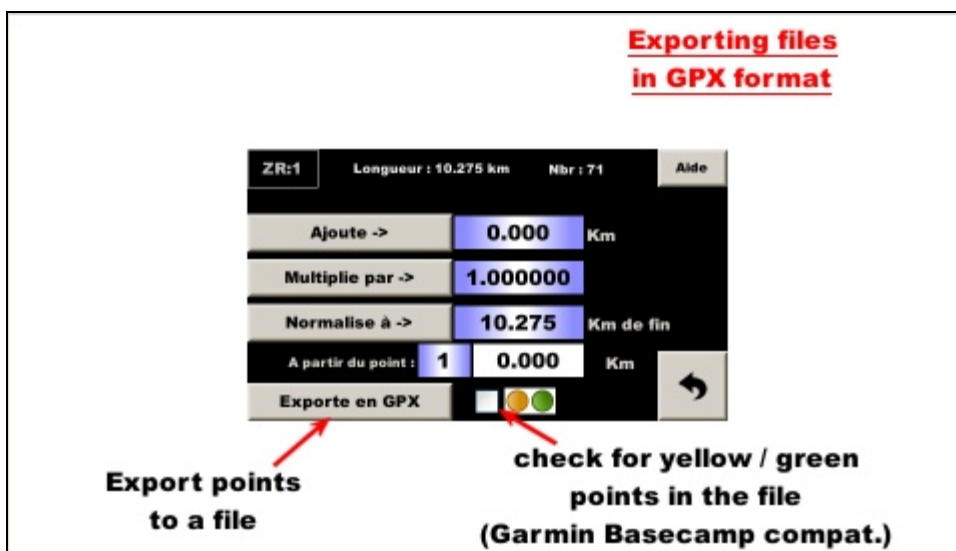 Exporting files
in GPX format
ZR:1 Longueur : 10.275 km Nbr : 71 Aide
Ajoute -> 0.000 Km
Multiplie par -> 1.000000
Normalise à -> 10.275 Km de fin
A partir du point : 1 0.000 Km
Exporte en GPX
Export points
to a file
check for yellow / green
points in the file
(Garmin Basecamp compat.)